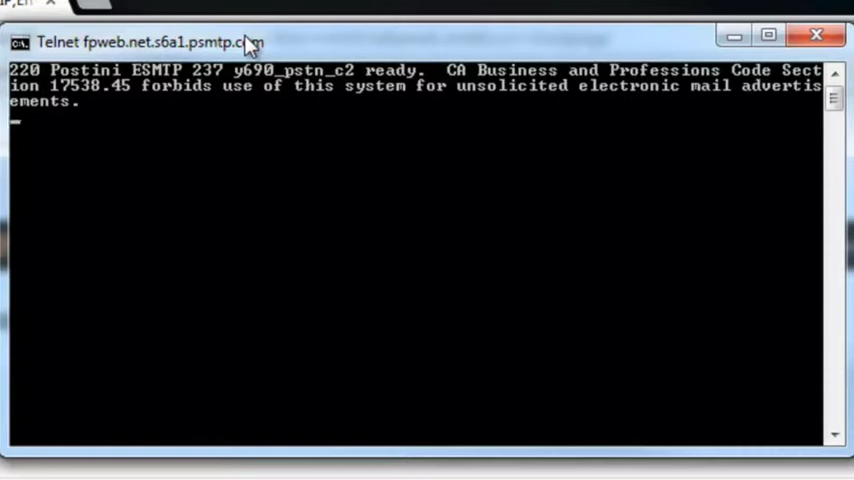 Telnet fpweb.net.s6a1.psmtp.com
220 Postini ESMTP 237 y690_pstn_c2 ready.  CA Business and Professions Code Sect
ion 17538.45 forbids use of this system for unsolicited electronic mail advertis
ements.